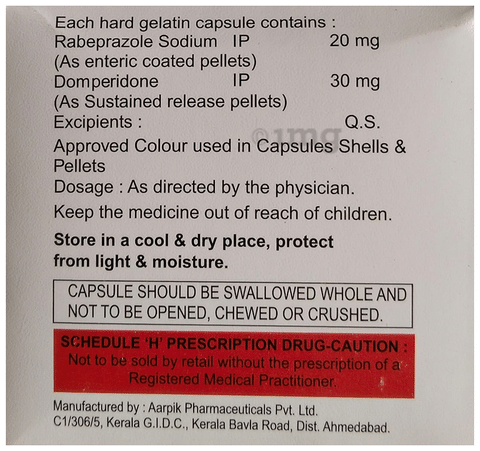 Each hard gelatin capsule contains :
Rabeprazole Sodium IP 20 mg
(As enteric coated pellets)
Domperidone IP 30 mg
(As Sustained release pellets)
Excipients : Q.S.
1mg
Approved Colour used in Capsules Shells &
Pellets
Dosage : As directed by the physician.
Keep the medicine out of reach of children.
Store in a cool & dry place, protect
from light & moisture.
CAPSULE SHOULD BE SWALLOWED WHOLE AND
NOT TO BE OPENED, CHEWED OR CRUSHED.
SCHEDULE 'H' PRESCRIPTION DRUG-CAUTION :
Not to be sold by retail without the prescription of a
Registered Medical Practitioner.
Manufactured by : Aarpik Pharmaceuticals Pvt. Ltd.
C1/306/5, Kerala G.I.D.C., Kerala Bavla Road, Dist. Ahmedabad.